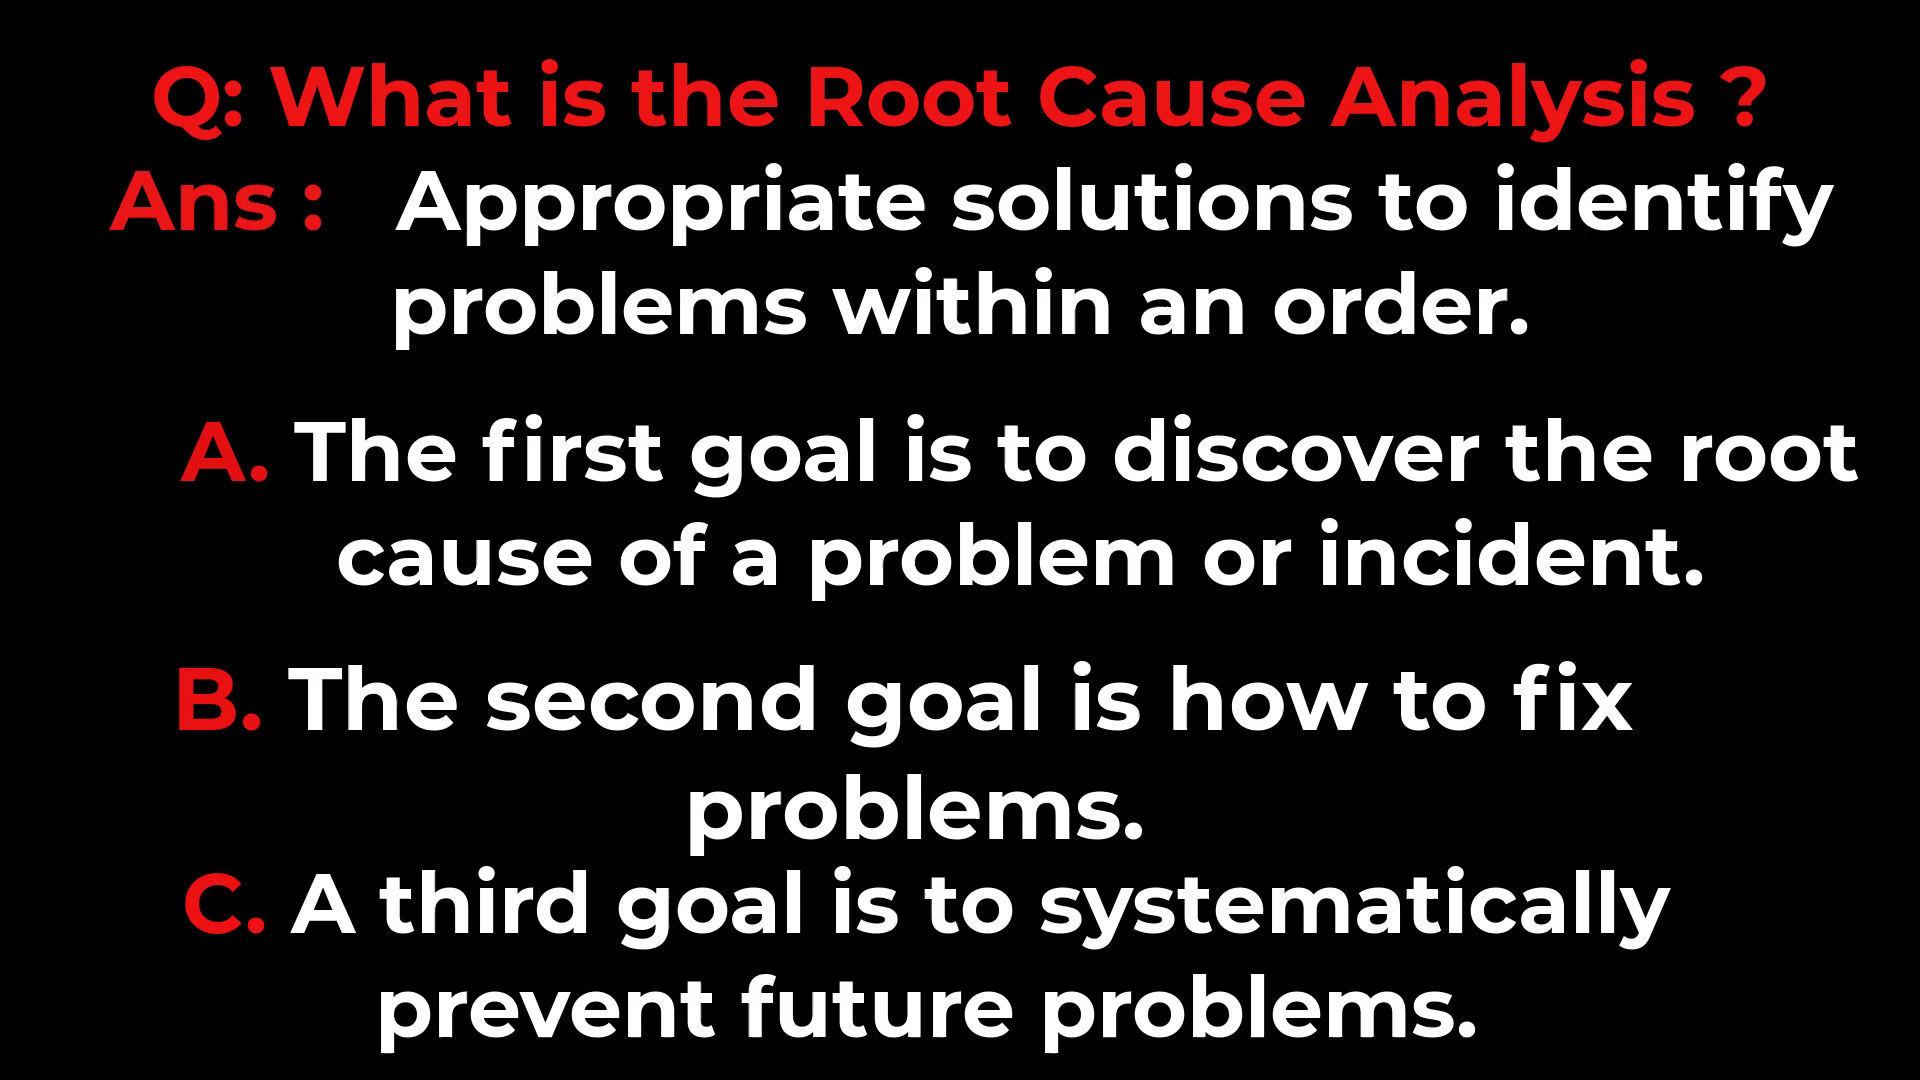 Q: What is the Root Cause Analysis ?
Ans : Appropriate solutions to identify
problems within an order.
A. The first goal is to discover the root
cause of a problem or incident.
B. The second goal is how to fix
problems.
C. A third goal is to systematically
prevent future problems.